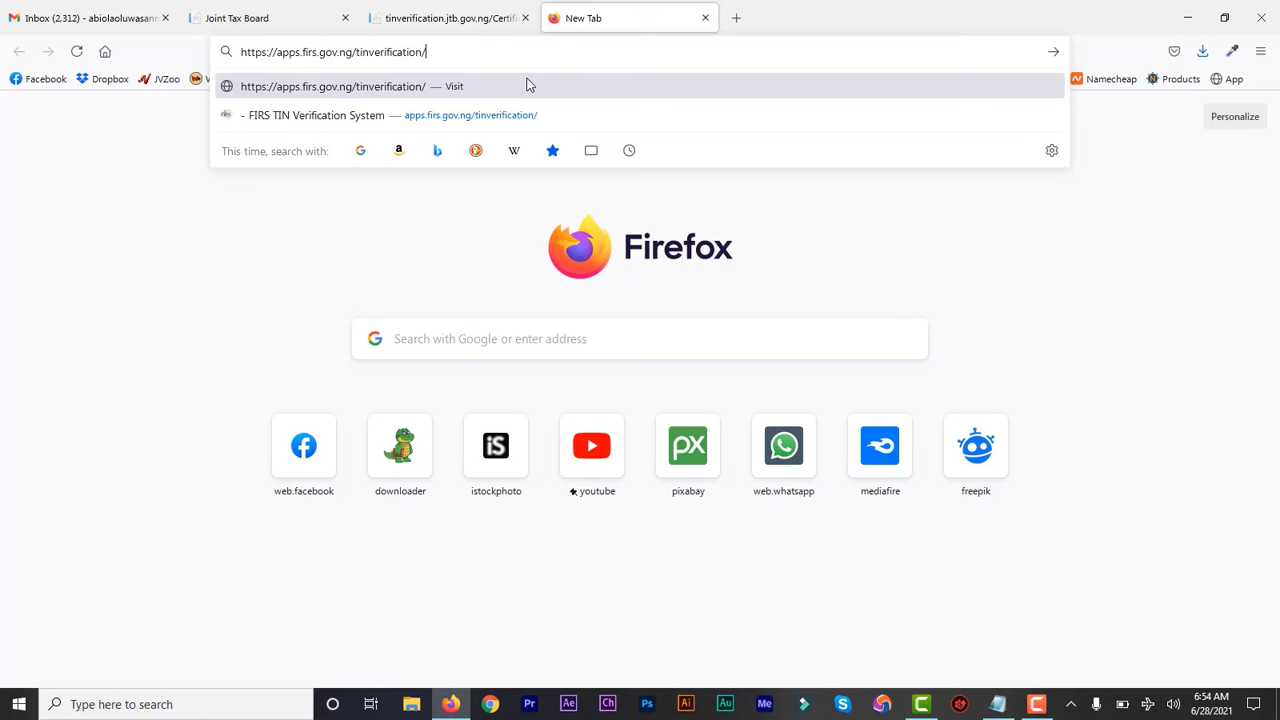 Inbox (2,312) - abiolaoluwasann
Joint Tax Board
tinverification.jtb.gov.ng/Certifi
New Tab
https://apps.firs.gov.ng/tinverification/
Facebook
Dropbox
JVZoo
Namecheap
Products
App
https://apps.firs.gov.ng/tinverification/ — Visit
- FIRS TIN Verification System — apps.firs.gov.ng/tinverification/
Personalize
This time, search with:
Firefox
Search with Google or enter address
iS
px
web.facebook
downloader
istockphoto
youtube
pixabay
web.whatsapp
mediafire
freepik
Type here to search
6:54 AM
6/28/2021